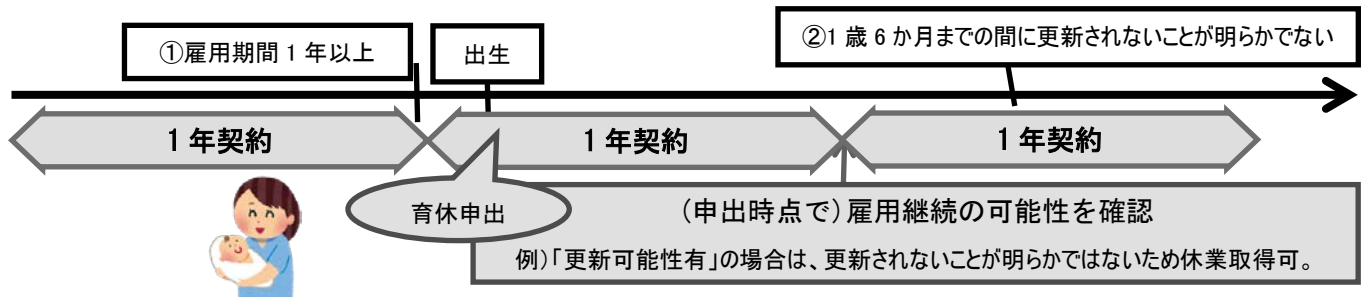 ①雇用期間1年以上
出生
②1歳6か月までの間に更新されないことが明らかでない
1年契約
1年契約
1年契約
育休申出
(申出時点で)雇用継続の可能性を確認
例)「更新可能性有」の場合は、更新されないことが明らかではないため休業取得可。